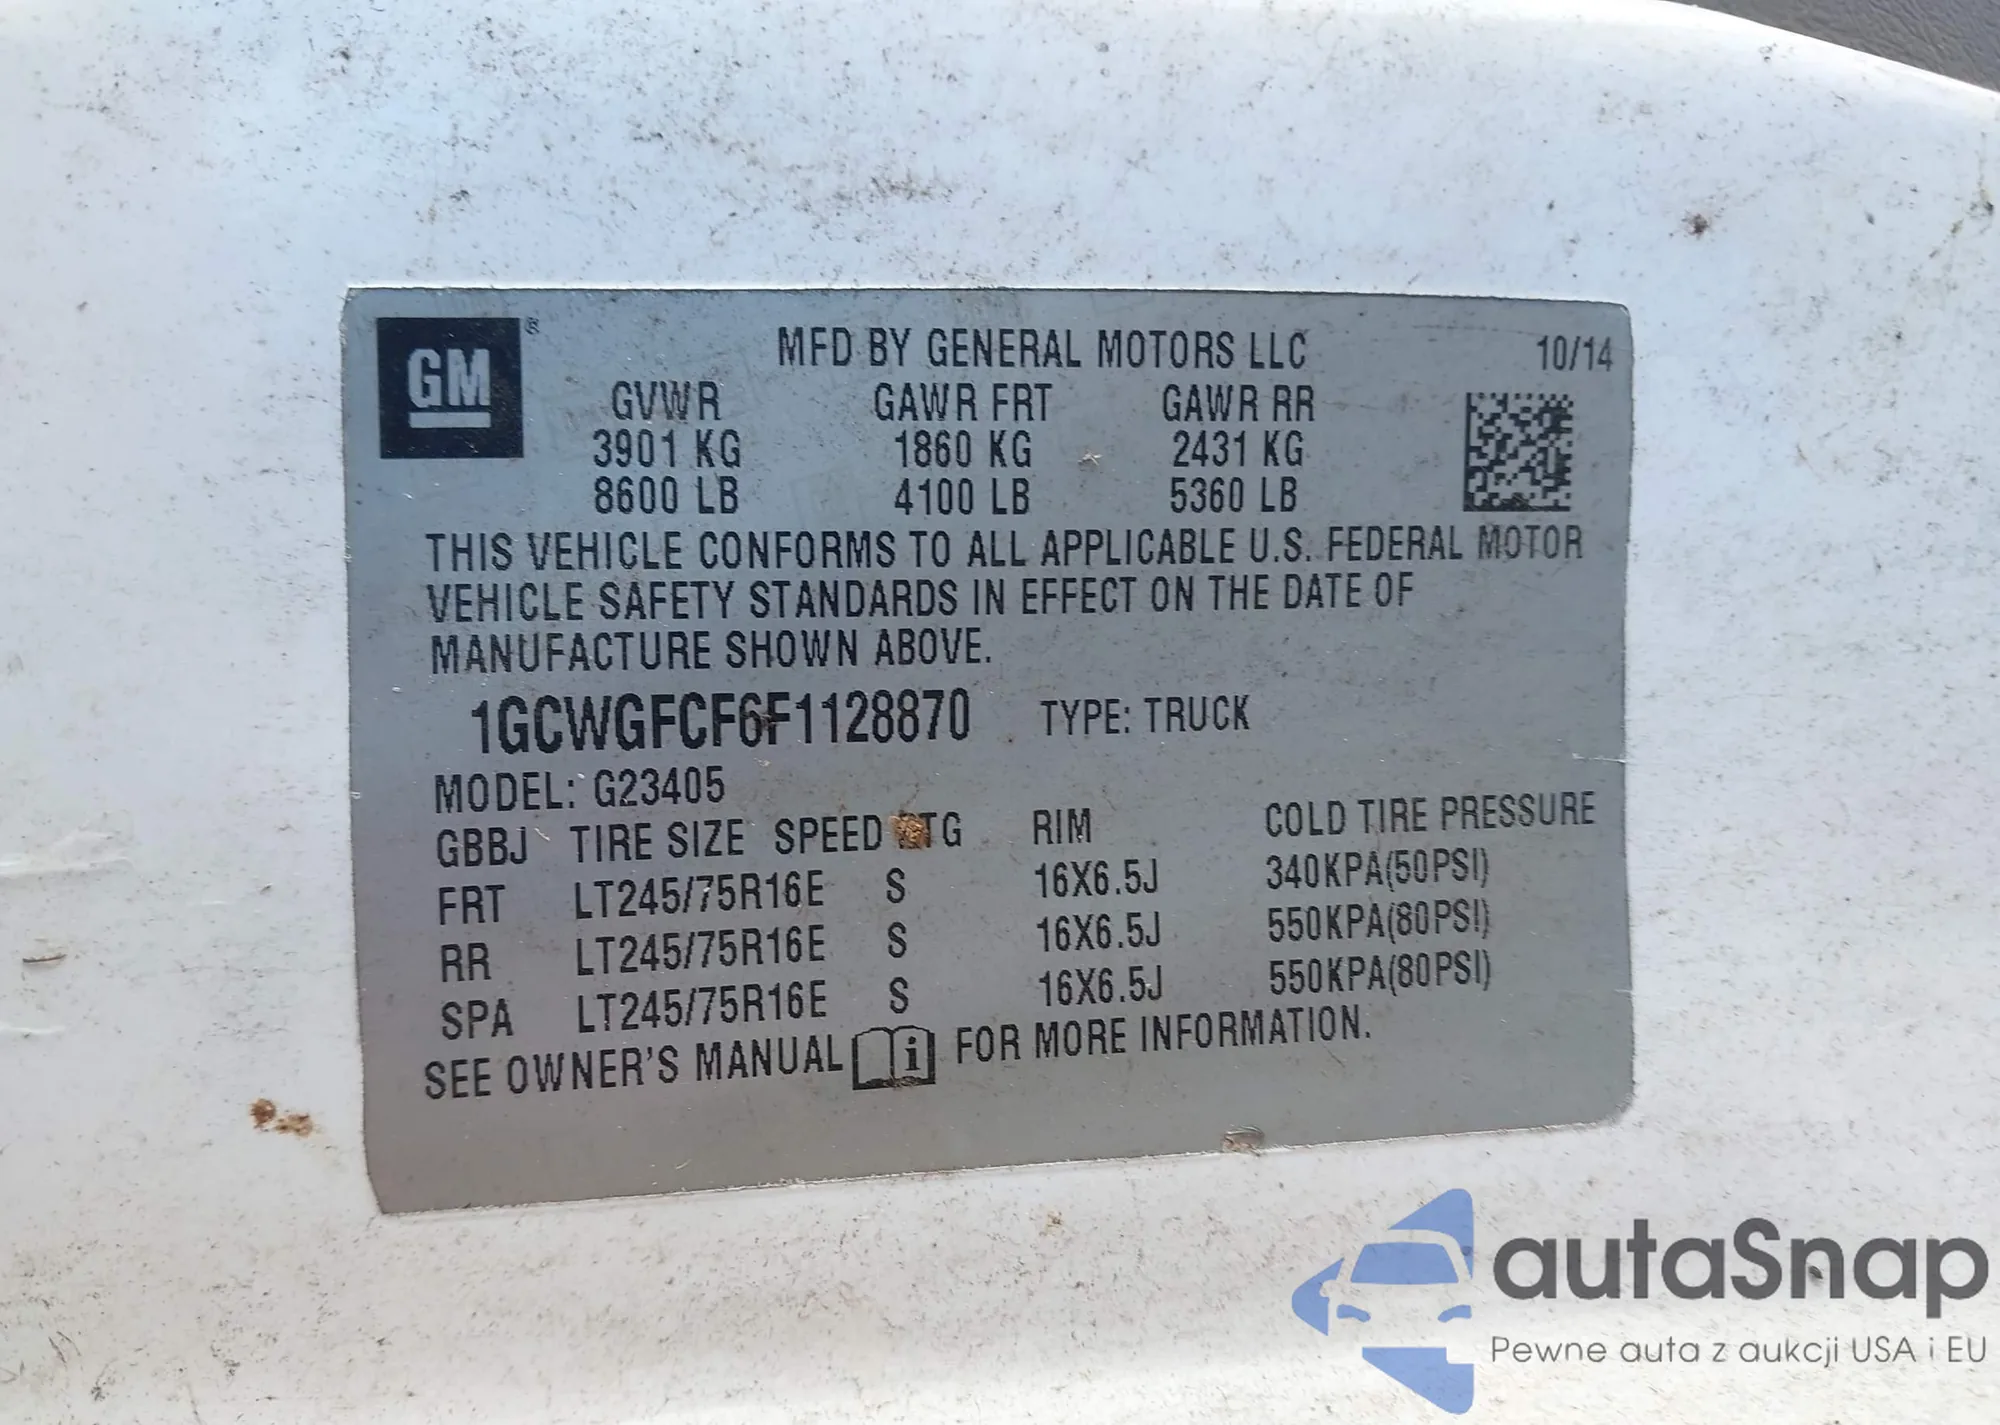 GM ®
MFD BY GENERAL MOTORS LLC 10/14
GVWR GAWR FRT GAWR RR
3901 KG 1860 KG 2431 KG
8600 LB 4100 LB 5360 LB
THIS VEHICLE CONFORMS TO ALL APPLICABLE U.S. FEDERAL MOTOR
VEHICLE SAFETY STANDARDS IN EFFECT ON THE DATE OF
MANUFACTURE SHOWN ABOVE.
1GCWGFCF6F1128870 TYPE: TRUCK
MODEL: G23405
GBBJ TIRE SIZE SPEED RTG RIM COLD TIRE PRESSURE
FRT LT245/75R16E S 16X6.5J 340KPA(50PSI)
RR LT245/75R16E S 16X6.5J 550KPA(80PSI)
SPA LT245/75R16E S 16X6.5J 550KPA(80PSI)
SEE OWNER'S MANUAL i FOR MORE INFORMATION.
autaSnap
Pewne auta z aukcji USA i EU